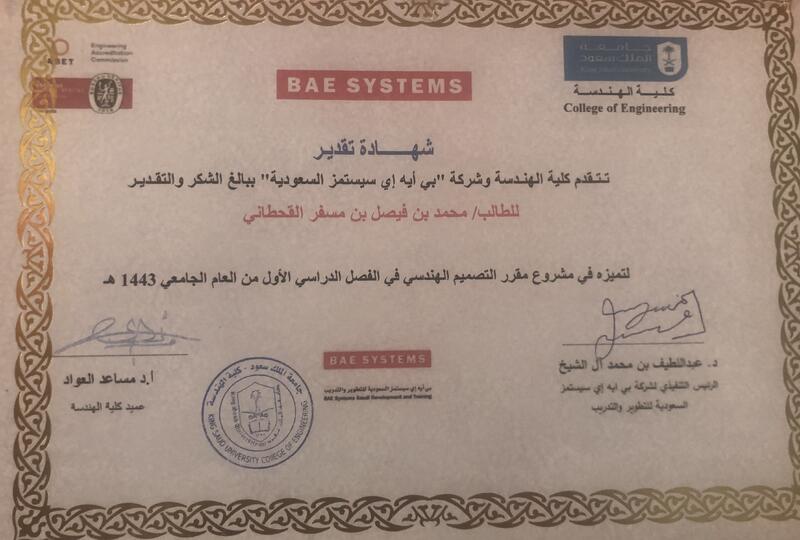 ABET
Engineering
Accreditation
Commission
BAE SYSTEMS
جامعة
الملك سعود
King Saud University
كلية الهندسة
College of Engineering
شهادة تقدير
تتقدم كلية الهندسة وشركة "بي أيه إي سيستمز السعودية" ببالغ الشكر والتقدير
للطالب/ محمد بن فيصل بن مسفر القحطاني
لتميزه في مشروع مقرر التصميم الهندسي في الفصل الدراسي الأول من العام الجامعي 1443 هـ
د. عبداللطيف بن محمد آل الشيخ
الرئيس التنفيذي لشركة بي ايه إي سيستمز
السعودية للتطوير والتدريب
BAE SYSTEMS
بي أيه إي سيستمز السعودية للتطوير والتدريب
BAE Systems Saudi Development and Training
جامعة الملك سعود - كلية الهندسة
KING SAUD UNIVERSITY COLLEGE OF ENGINEERING
أ.د مساعد العواد
عميد كلية الهندسة